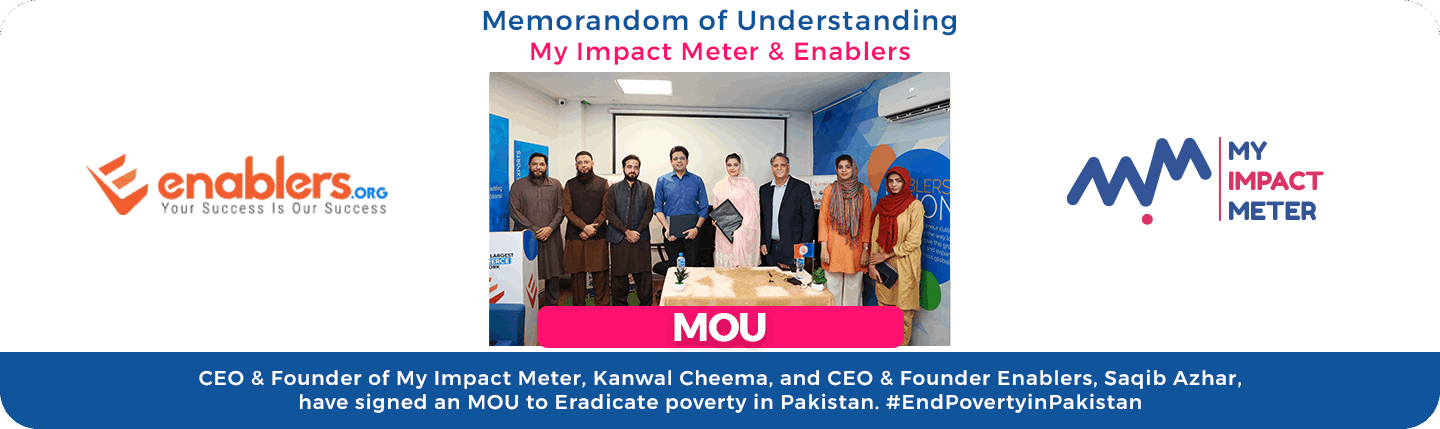 Memorandom of Understanding
My Impact Meter & Enablers
enablers.ORG
Your Success Is Our Success
MY
IMPACT
METER
MOU
CEO & Founder of My Impact Meter, Kanwal Cheema, and CEO & Founder Enablers, Saqib Azhar,
have signed an MOU to Eradicate poverty in Pakistan. #EndPovertyinPakistan